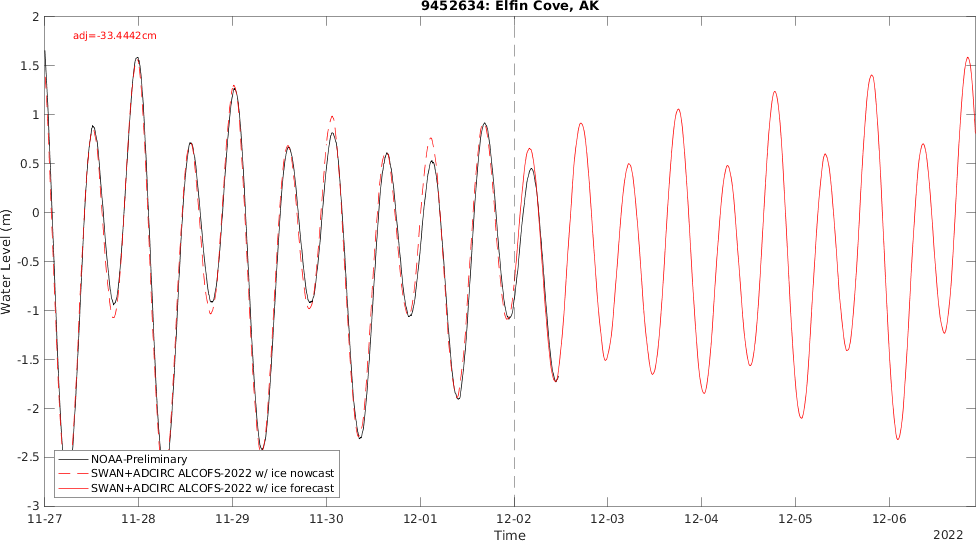 9452634: Elfin Cove, AK
adj=-33.4442cm
Water Level (m)
2
1.5
1
0.5
0
-0.5
-1
-1.5
-2
-2.5
-3
NOAA-Preliminary
SWAN+ADCIRC ALCOFS-2022 w/ ice nowcast
SWAN+ADCIRC ALCOFS-2022 w/ ice forecast
11-27 11-28 11-29 11-30 12-01 12-02 12-03 12-04 12-05 12-06
Time
2022